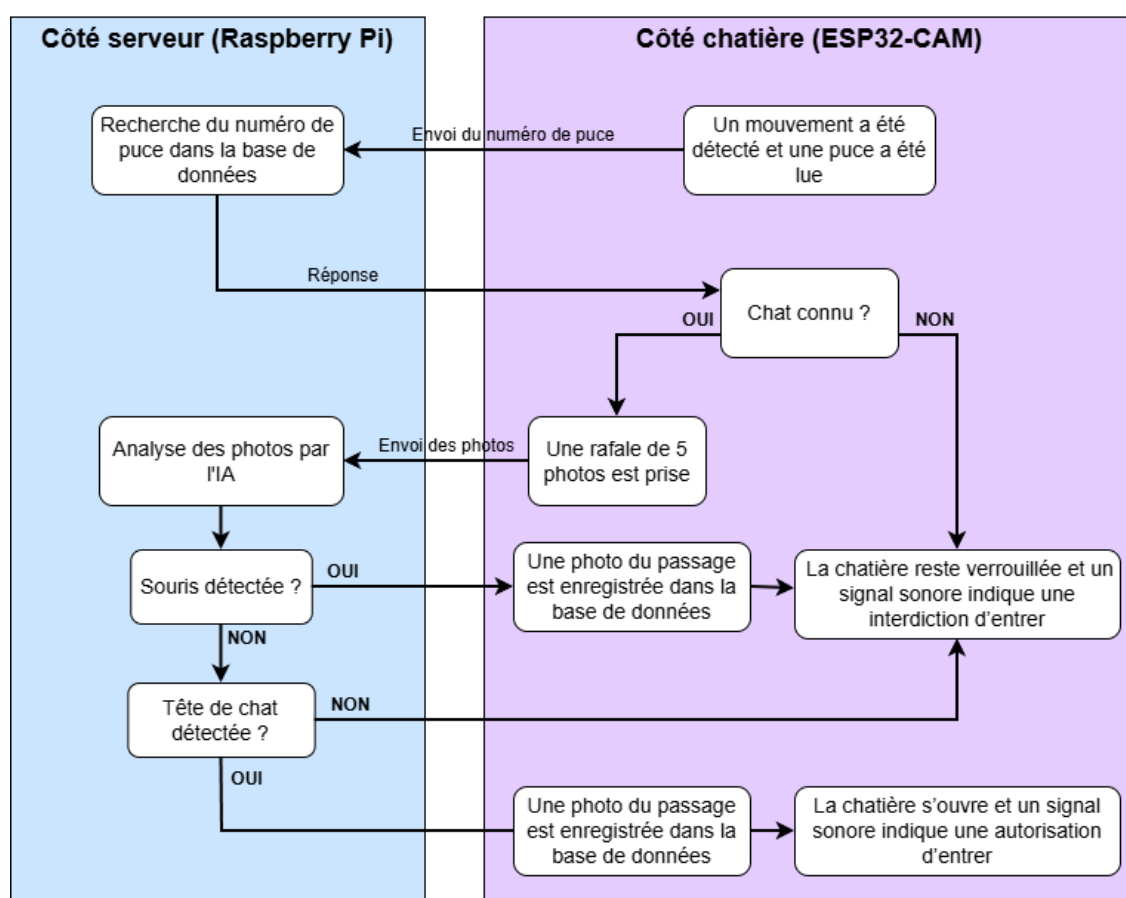 Côté serveur (Raspberry Pi)
Côté chatière (ESP32-CAM)
Recherche du numéro de
puce dans la base de
données
Envoi du numéro de puce
Un mouvement a été
détecté et une puce a été
lue
Réponse
Chat connu ?
OUI
NON
Analyse des photos par
l'IA
Envoi des photos
Une rafale de 5
photos est prise
Souris détectée ?
OUI
Une photo du passage
est enregistrée dans la
base de données
La chatière reste verrouillée et un
signal sonore indique une
interdiction d’entrer
NON
Tête de chat
détectée ?
NON
OUI
Une photo du passage
est enregistrée dans la
base de données
La chatière s’ouvre et un signal
sonore indique une autorisation
d’entrer